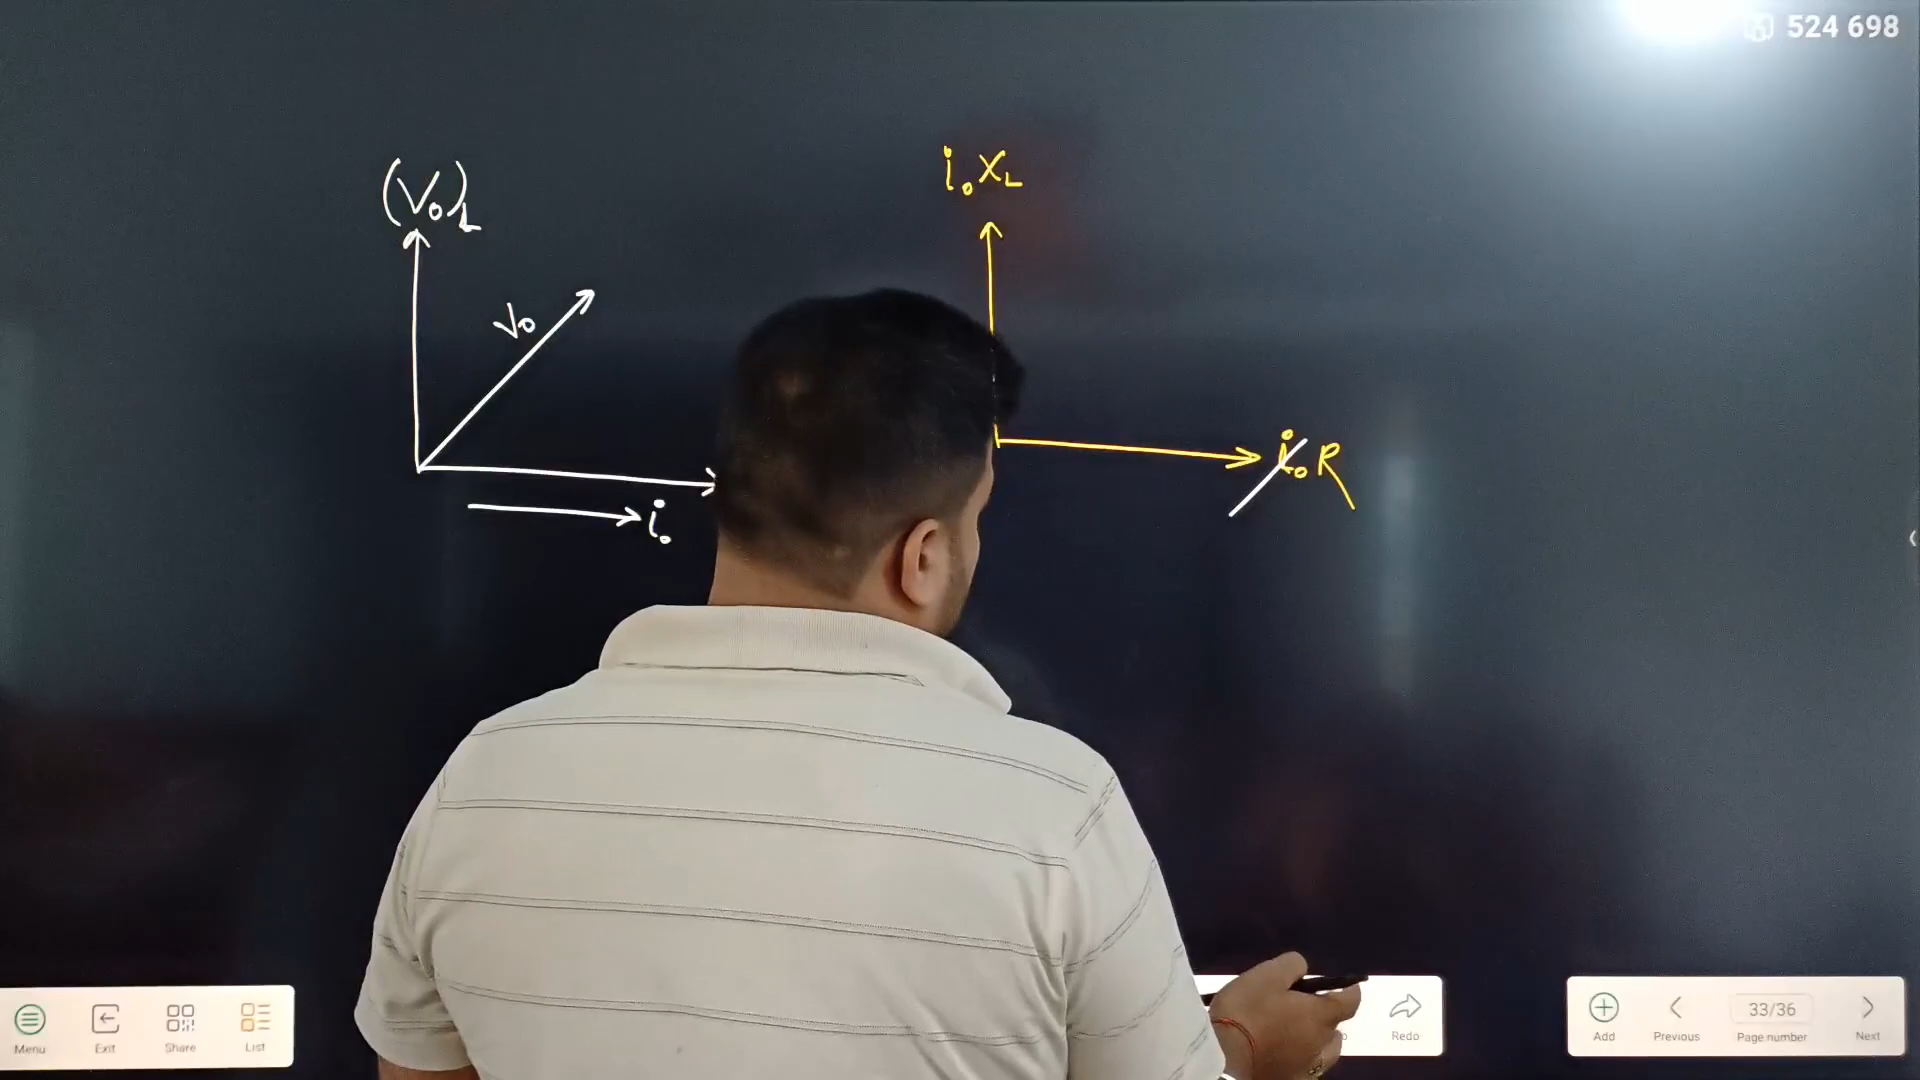 524 698
(V₀)L
V₀
i₀
i₀XL
i₀R
Menu
Exit
Share
List
Redo
Add
Previous
33/36
Page number
Next